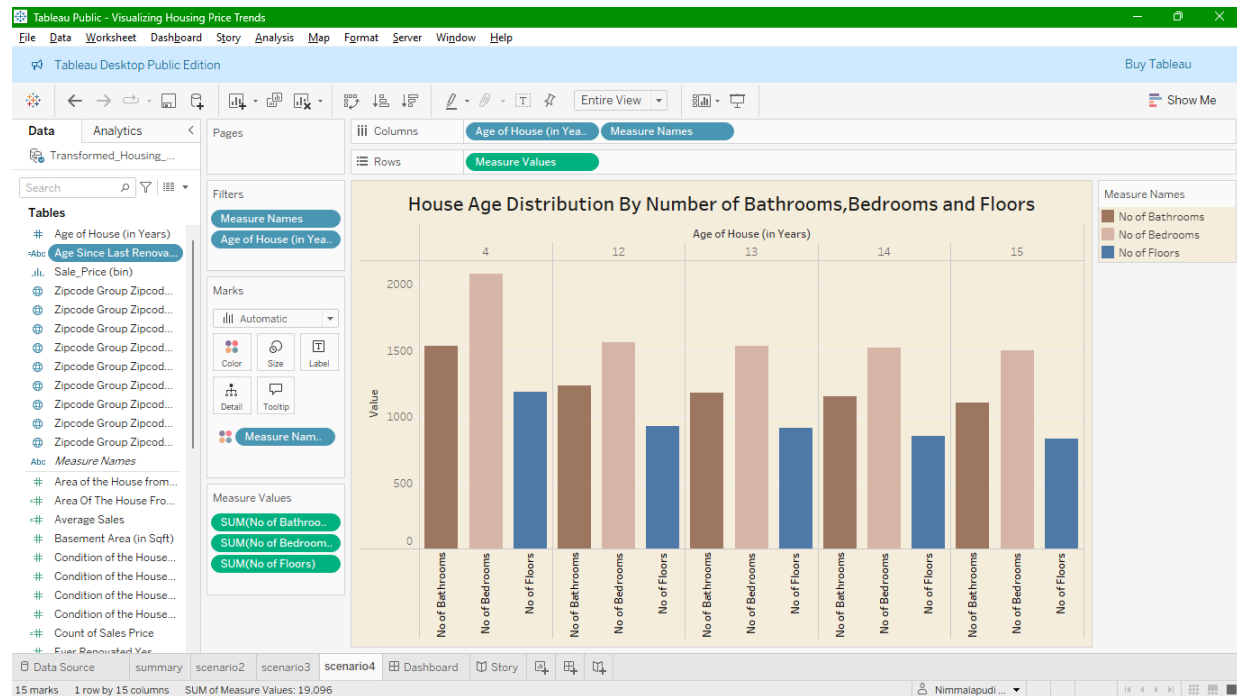 Tableau Public - Visualizing Housing Price Trends
File Data Worksheet Dashboard Story Analysis Map Format Server Window Help
Tableau Desktop Public Edition Buy Tableau
Entire View Show Me
Data Analytics
Transformed_Housing_...
Search
Tables
Age of House (in Years)
Abc Age Since Last Renova...
Sale_Price (bin)
Zipcode Group Zipcod...
Zipcode Group Zipcod...
Zipcode Group Zipcod...
Zipcode Group Zipcod...
Zipcode Group Zipcod...
Zipcode Group Zipcod...
Zipcode Group Zipcod...
Zipcode Group Zipcod...
Zipcode Group Zipcod...
Abc Measure Names
Area of the House from...
Area Of The House Fro...
Average Sales
Basement Area (in Sqft)
Condition of the House...
Condition of the House...
Condition of the House...
Condition of the House...
Count of Sales Price
Ever Renovated Yes
Pages
Filters
Measure Names
Age of House (in Yea..
Marks
Automatic
Color Size Label
Detail Tooltip
Measure Nam..
Measure Values
SUM(No of Bathroo..
SUM(No of Bedroom..
SUM(No of Floors)
Columns Age of House (in Yea.. Measure Names
Rows Measure Values
House Age Distribution By Number of Bathrooms,Bedrooms and Floors
Age of House (in Years)
4 12 13 14 15
Value
2000
1500
1000
500
0
No of Bathrooms
No of Bedrooms
No of Floors
No of Bathrooms
No of Bedrooms
No of Floors
No of Bathrooms
No of Bedrooms
No of Floors
No of Bathrooms
No of Bedrooms
No of Floors
No of Bathrooms
No of Bedrooms
No of Floors
Measure Names
No of Bathrooms
No of Bedrooms
No of Floors
Data Source summary scenario2 scenario3 scenario4 Dashboard Story
15 marks 1 row by 15 columns SUM of Measure Values: 19,096 Nimmalapudi ...